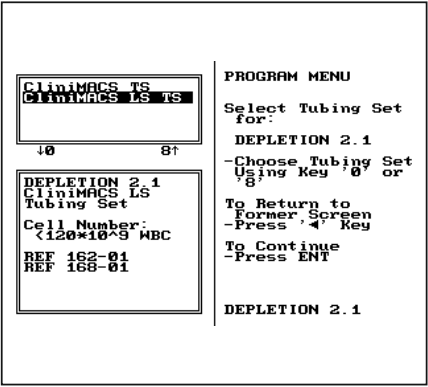 CliniMACS TS
CliniMACS LS TS
↓0 8↑
DEPLETION 2.1
CliniMACS LS
Tubing Set
Cell Number:
<120*10^9 WBC
REF 162-01
REF 168-01
PROGRAM MENU
Select Tubing Set
for:
DEPLETION 2.1
-Choose Tubing Set
Using Key '0' or
'8'
To Return to
Former Screen
-Press '◄' Key
To Continue
-Press ENT
DEPLETION 2.1